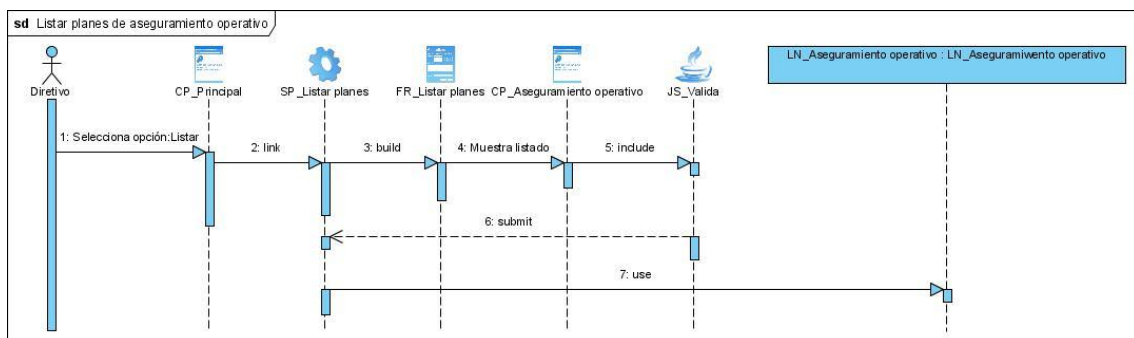 sd Listar planes de aseguramiento operativo
LN_Aseguramiento operativo : LN_Aseguramivvento operativo
Diretivo
CP_Principal
SP_Listar planes
FR_Listar planes
CP_Aseguramiento operativo
JS_Valida
1: Selecciona opción:Listar
2: link
3: build
4: Muestra listado
5: include
6: submit
7: use